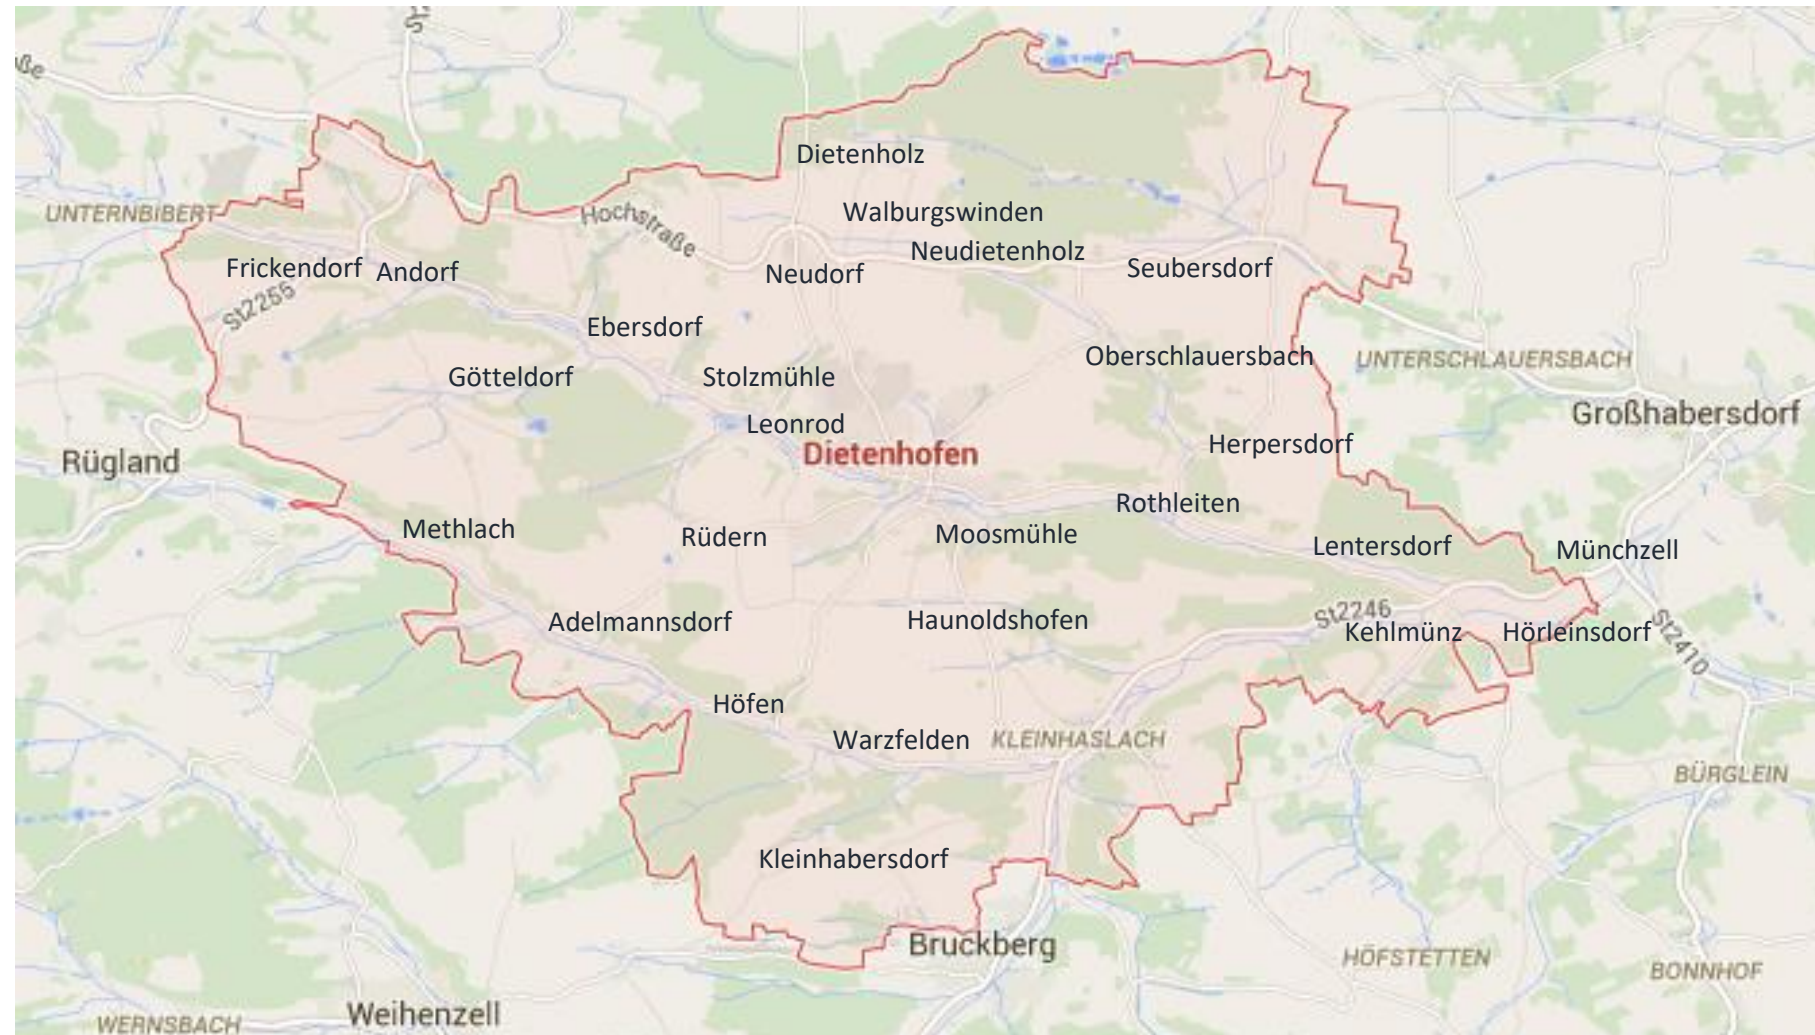 ße
Dietenholz
UNTERNBIBERT
Hochstraße
Walburgswinden
Neudietenholz
Frickendorf
Andorf
Neudorf
Seubersdorf
St2255
Ebersdorf
Oberschlauersbach
UNTERSCHLAUERSBACH
Götteldorf
Stolzmühle
Großhabersdorf
Leonrod
Dietenhofen
Herpersdorf
Rügland
Rothleiten
Methlach
Rüdern
Moosmühle
Lentersdorf
Münchzell
Adelmannsdorf
Haunoldshofen
St2246
Kehlmünz
Hörleinsdorf
St2410
Höfen
Warzfelden
KLEINHASLACH
BÜRGLEIN
Kleinhabersdorf
Bruckberg
HÖFSTETTEN
BONNHOF
Weihenzell
WERNSBACH